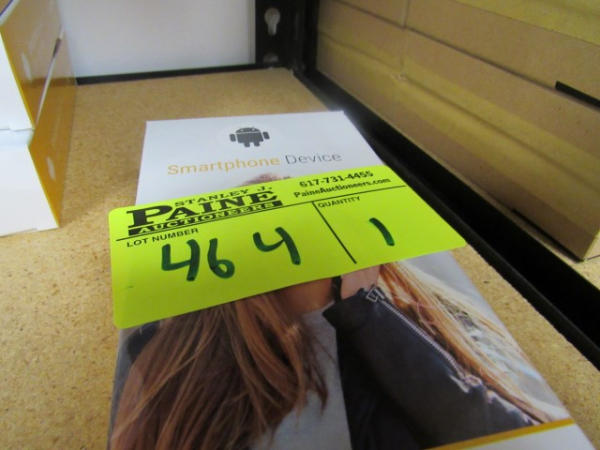 Smartphone Device
STANLEY J.
PAINE
AUCTIONEERS
617-731-4455
PaineAuctioneers.com
LOT NUMBER
464
QUANTITY
1